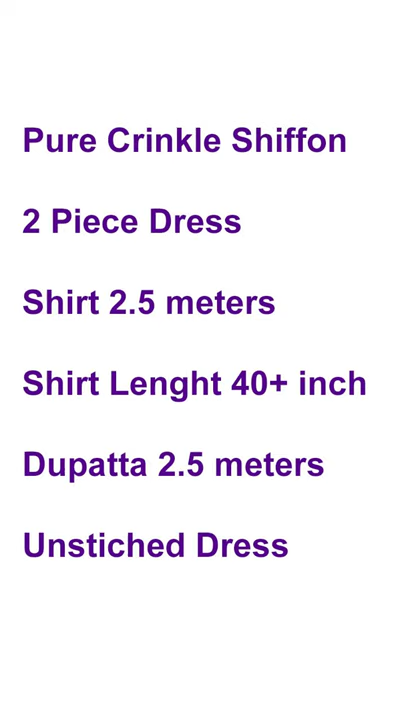 Pure Crinkle Shiffon
2 Piece Dress
Shirt 2.5 meters
Shirt Lenght 40+ inch
Dupatta 2.5 meters
Unstiched Dress